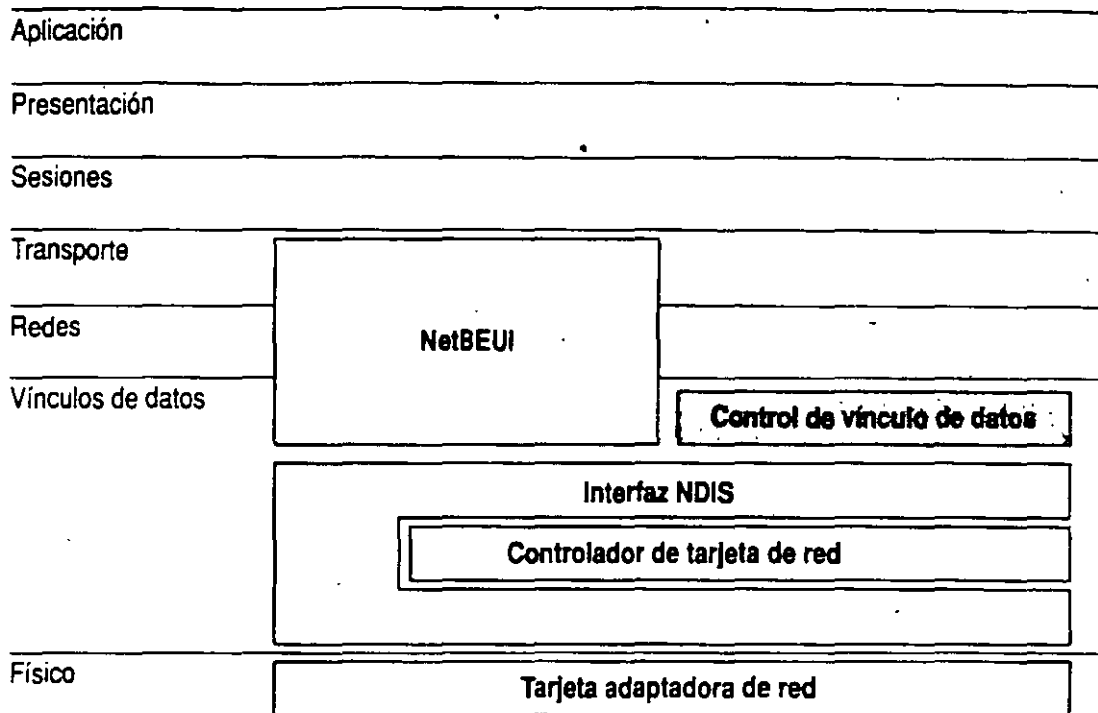 Aplicación
Presentación
Sesiones
Transporte
Redes
NetBEUI
Vínculos de datos
Control de vínculo de datos
Interfaz NDIS
Controlador de tarjeta de red
Físico
Tarjeta adaptadora de red